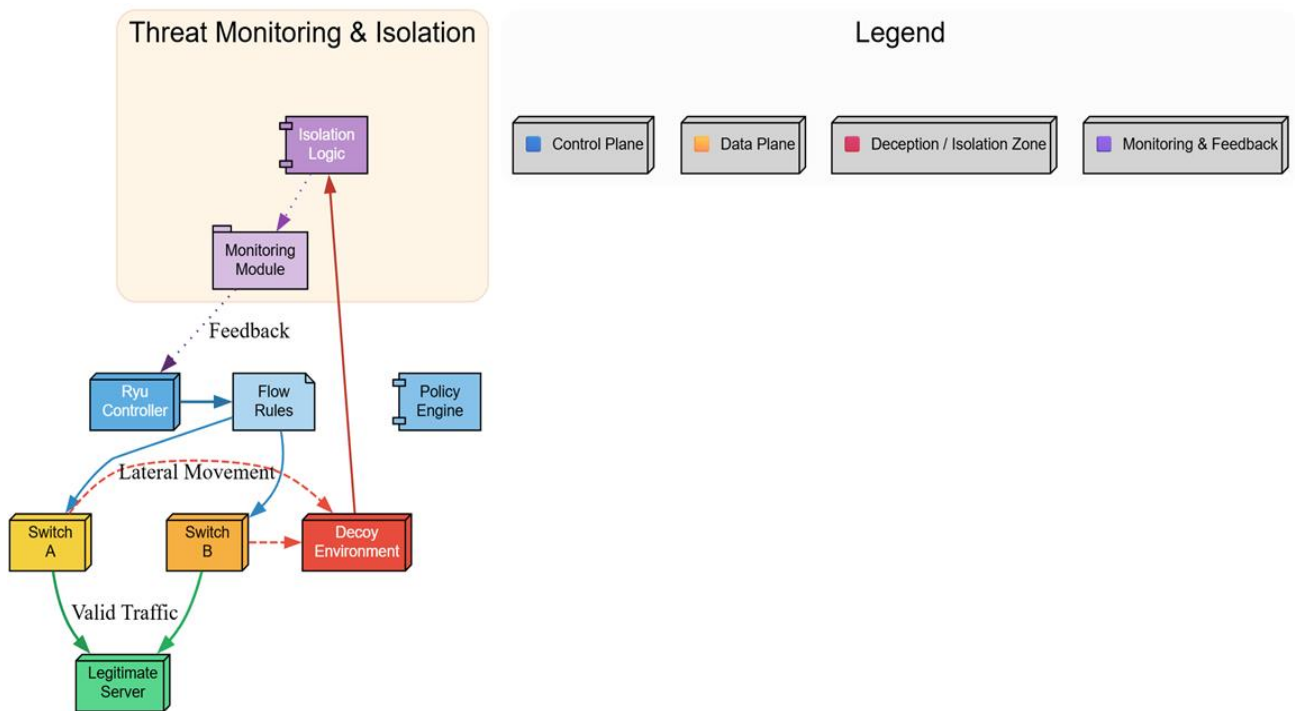 Threat Monitoring & Isolation
Legend
Isolation
Logic
Control Plane
Data Plane
Deception / Isolation Zone
Monitoring & Feedback
Monitoring
Module
Feedback
Ryu
Controller
Flow
Rules
Policy
Engine
Lateral Movement
Switch
A
Switch
B
Decoy
Environment
Valid Traffic
Legitimate
Server